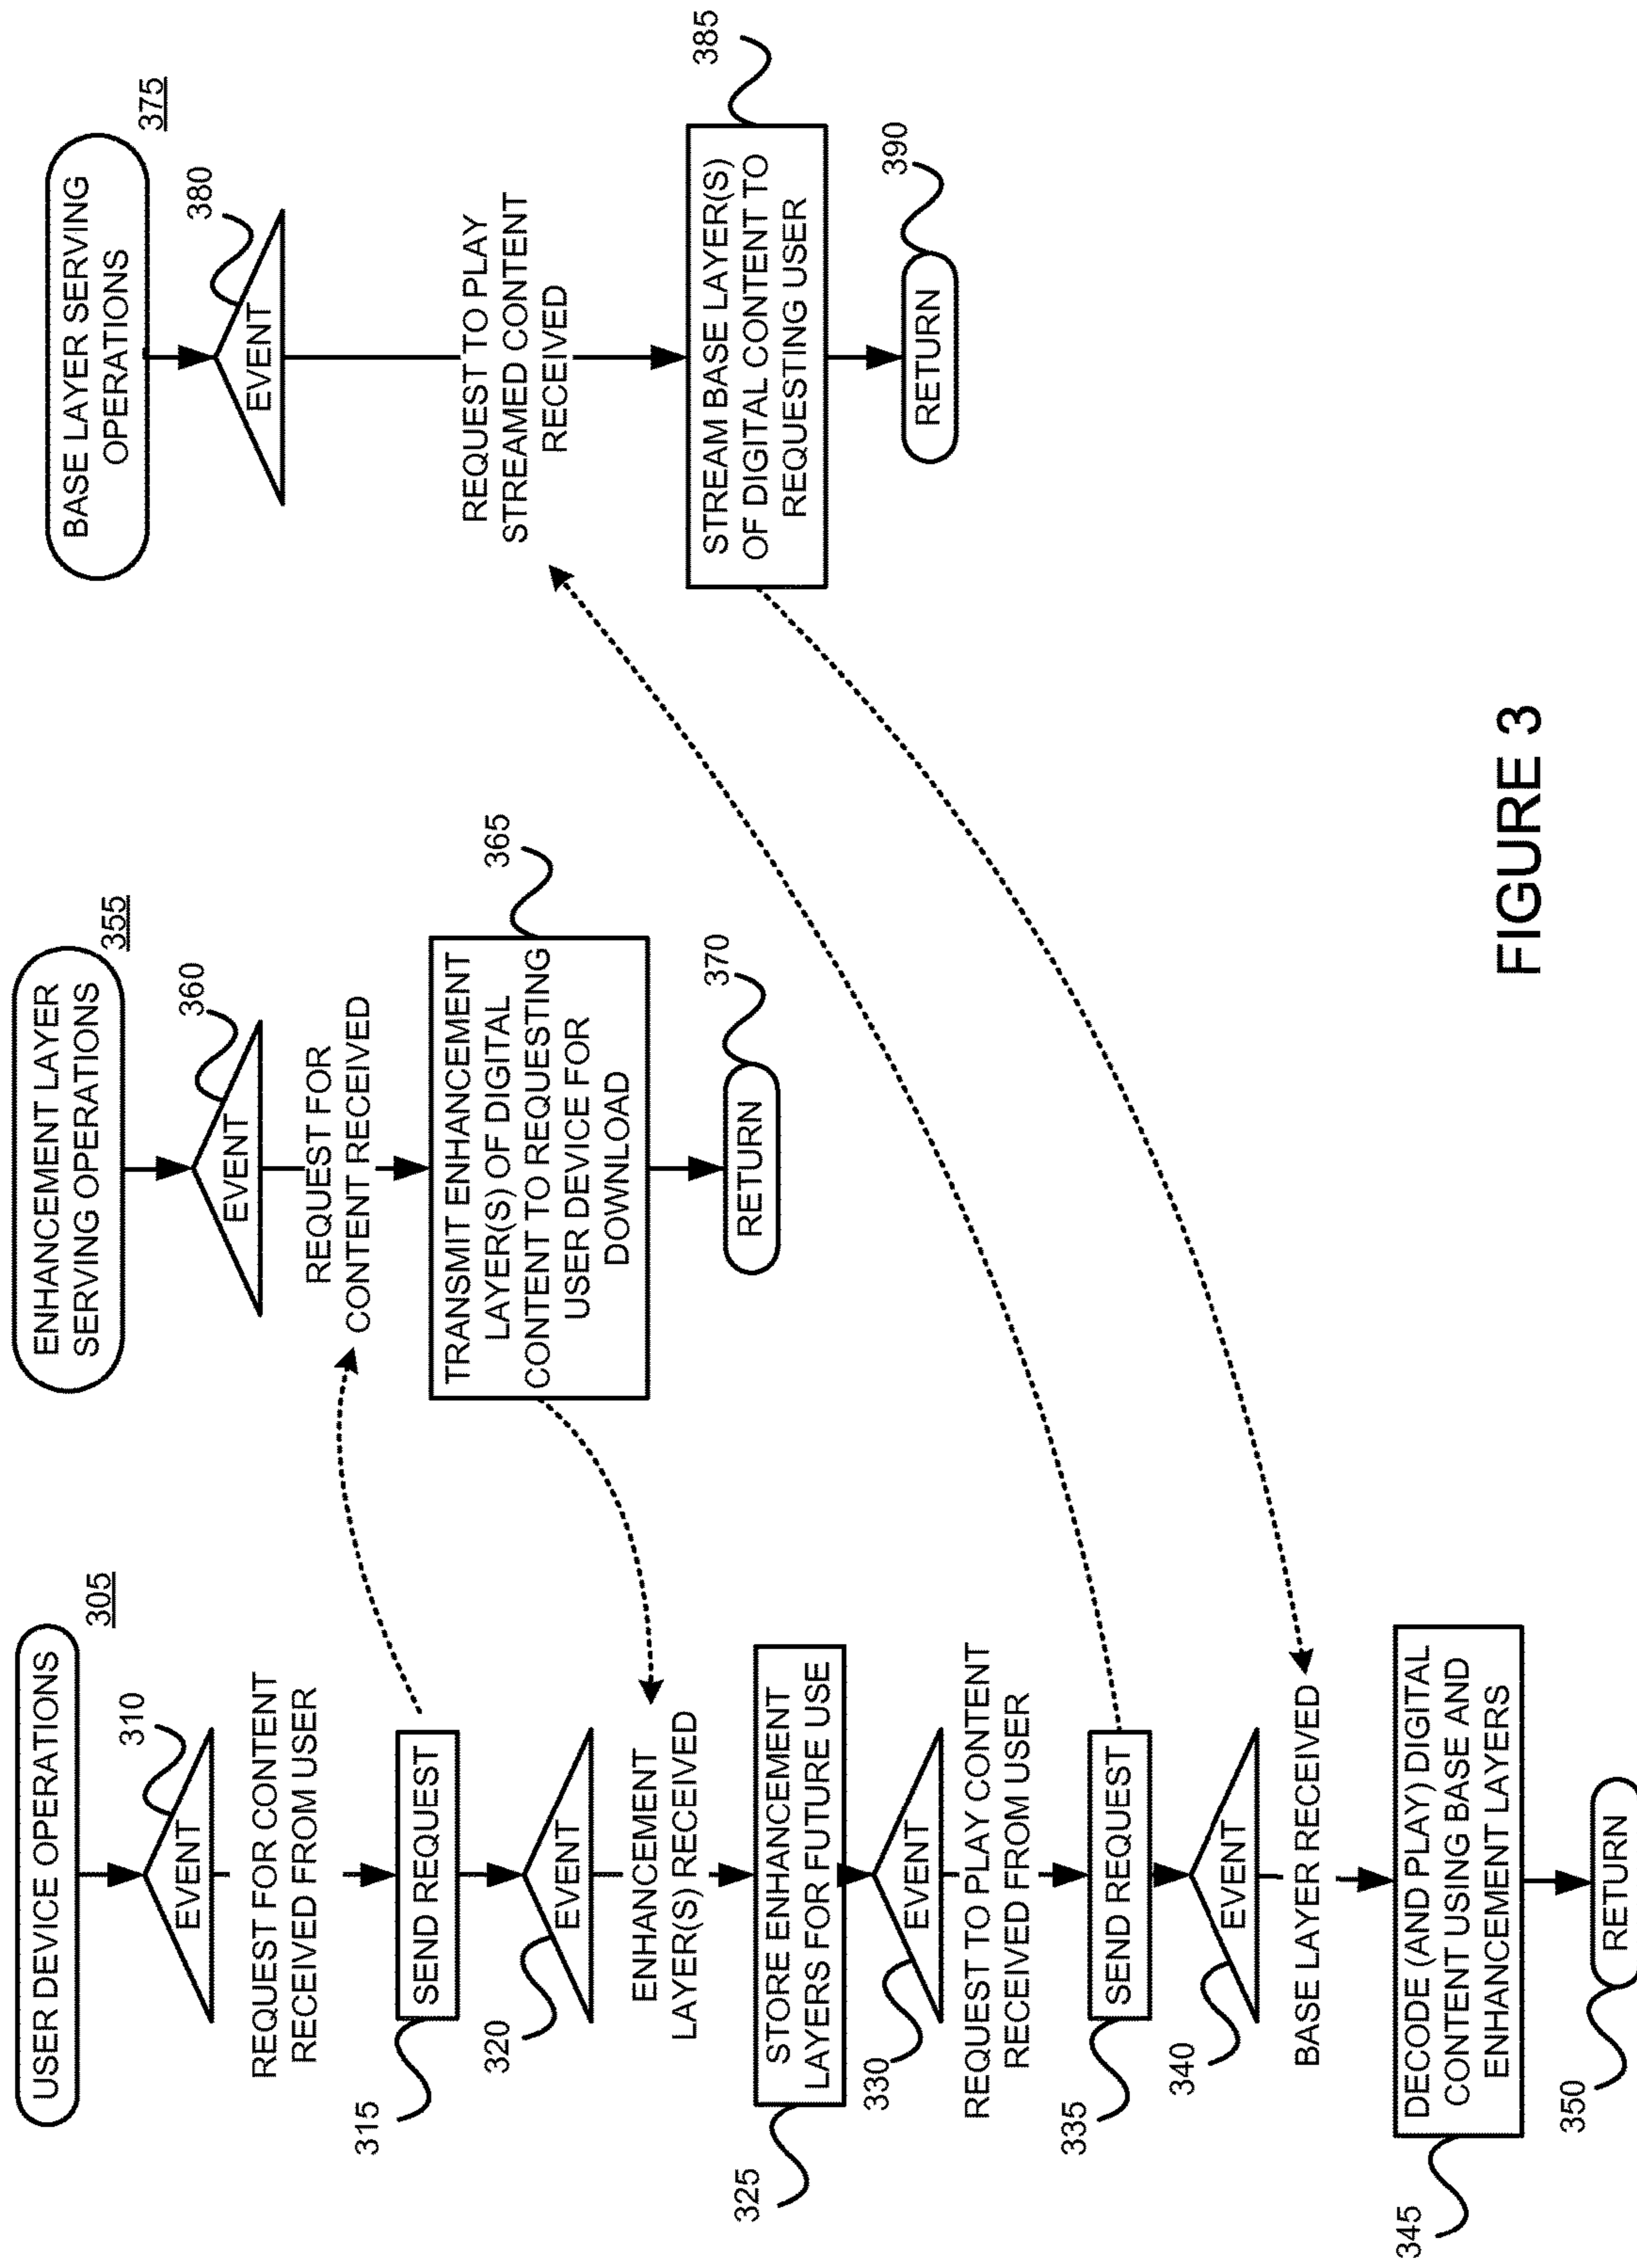 USER DEVICE OPERATIONS
305
310
EVENT
REQUEST FOR CONTENT
RECEIVED FROM USER
315
SEND REQUEST
320
EVENT
ENHANCEMENT
LAYER(S) RECEIVED
325
STORE ENHANCEMENT
LAYERS FOR FUTURE USE
330
EVENT
REQUEST TO PLAY CONTENT
RECEIVED FROM USER
335
SEND REQUEST
340
EVENT
BASE LAYER RECEIVED
345
DECODE (AND PLAY) DIGITAL
CONTENT USING BASE AND
ENHANCEMENT LAYERS
350
RETURN
ENHANCEMENT LAYER
SERVING OPERATIONS
355
360
EVENT
REQUEST FOR
CONTENT RECEIVED
365
TRANSMIT ENHANCEMENT
LAYER(S) OF DIGITAL
CONTENT TO REQUESTING
USER DEVICE FOR
DOWNLOAD
370
RETURN
BASE LAYER SERVING
OPERATIONS
375
380
EVENT
REQUEST TO PLAY
STREAMED CONTENT
RECEIVED
385
STREAM BASE LAYER(S)
OF DIGITAL CONTENT TO
REQUESTING USER
390
RETURN
FIGURE 3